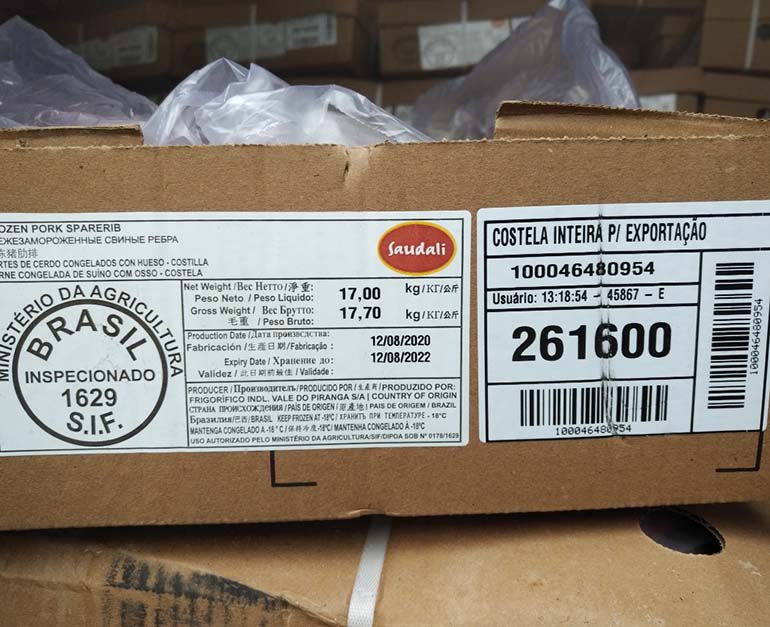 OZEN PORK SPARERIB
ЕЖЕЗАМОРОЖЕННЫЕ СВИНЫЕ РЕБРА
冻猪肋排
RTES DE CERDO CONGELADOS CON HUESO - COSTILLA
RNE CONGELADA DE SUÍNO COM OSSO - COSTELA
MINISTÉRIO DA AGRICULTURA
BRASIL
INSPECIONADO
1629
S.I.F.
Saudali
Net Weight /Вес Нетто/淨重:
Peso Neto / Peso Líquido:
17,00 kg/КГ/公斤
Gross Weight / Вес Брутто:
毛重 / Peso Bruto:
17,70 kg/КГ/公斤
Production Date /Дата производства:
Fabricación /生產日期/Fabricação :
12/08/2020
Expiry Date / Хранение до:
Validez / 此日期前最佳 / Validade :
12/08/2022
PRODUCER /Производитель/PRODUCIDO POR/生產商/PRODUZIDO POR:
FRIGORÍFICO INDL. VALE DO PIRANGA S/A | COUNTRY OF ORIGIN
СТРАНА ПРОИСХОЖДЕНИЯ / PAÍS DE ORIGEN / 原產地 | PAIS DE ORIGEM / BRAZIL
Бразилия/巴西/BRASIL KEEP FROZEN AT -18°C / ХРАНИТЬ ПРИ ТЕМПЕРАТУРЕ - 18°C
MANTENGA CONGELADO A -18 ° C /保持冷度-18°C/ MANTENHA CONGELADO À -18°C
USO AUTORIZADO PELO MINISTÉRIO DA AGRICULTURA/SIF/DIPOA SOB N° 0178/1629
COSTELA INTEIRA P/ EXPORTAÇÃO
100046480954
Usuário: 13:18:54 - 45867 - E
261600
100046480954
100046480954